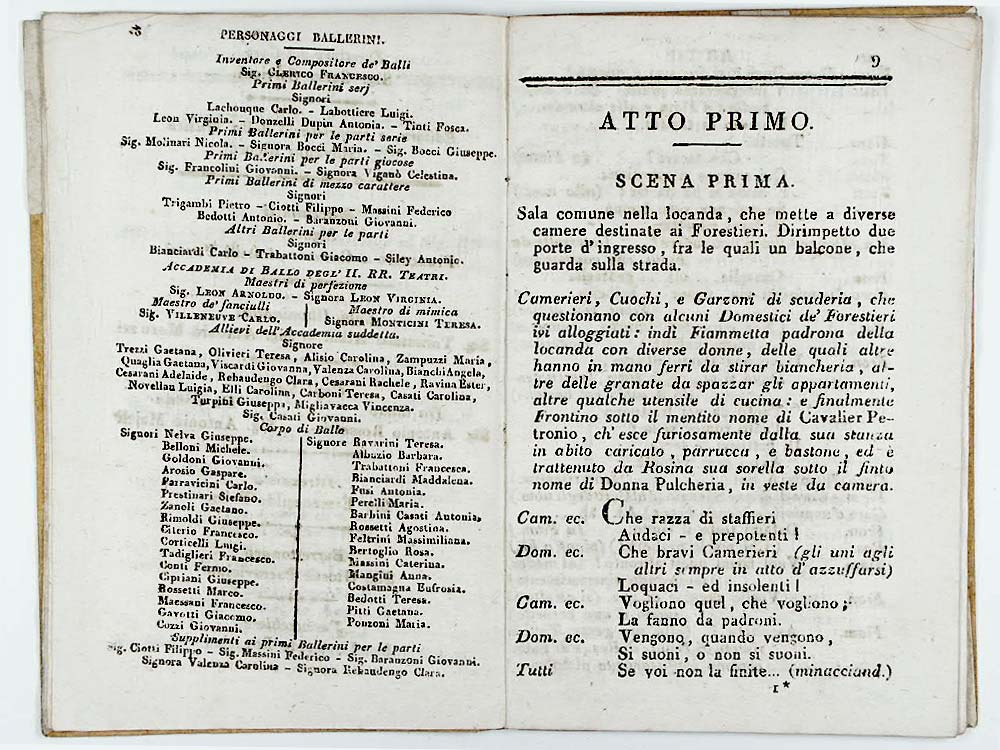 PERSONAGGI BALLERINI.
Inventore e Compositore de' Balli
Sig. CLERICO FRANCESCO.
Primi Ballerini serj
Signori
Lachouque Carlo. - Labottiere Luigi.
Leon Virginia. - Donzelli Dupin Antonia. - Tinti Fosca.
Primi Ballerini per le parti serie
Sig. Molinari Nicola. - Signora Bocci Maria. - Sig. Bocci Giuseppe.
Primi Ballerini per le parti giocose
Sig. Francolini Giovanni. - Signora Viganò Celestina.
Primi Ballerini di mezzo carattere
Signori
Trigambi Pietro - Ciotti Filippo - Massini Federico
Bedotti Antonio. - Baranzoni Giovanni.
Altri Ballerini per le parti
Signori
Bianciardi Carlo - Trabattoni Giacomo - Siley Antonio.
ACCADEMIA DI BALLO DEGL' II. RR. TEATRI.
Maestri di perfezione
Sig. LEON ARNOLDO. - Signora LEON VIRGINIA.
Maestro de' fanciulli
Sig. VILLENEUVE CARLO.
Maestro di mimica
Signora MONTICINI TERESA.
Allievi dell'Accademia suddetta.
Signore
Trezzi Gaetana, Olivieri Teresa, Alisio Carolina, Zampuzzi Maria,
Quaglia Gaetana, Viscardi Giovanna, Valenza Carolina, Bianchi Angela,
Cesarani Adelaide, Rebaudengo Clara, Cesarani Rachele, Ravina Ester,
Novellau Luigia, Elli Carolina, Carboni Teresa, Casati Carolina,
Turpini Giuseppa, Migliavacca Vincenza.
Sig. Casati Giovanni.
Corpo di Ballo
Signori Nelva Giuseppe.
Belloni Michele.
Goldoni Giovanni.
Arosio Gaspare.
Parravicini Carlo.
Prestinari Stefano.
Zanoli Gaetano.
Rimoldi Giuseppe.
Citerio Francesco.
Corticelli Luigi.
Tadiglieri Francesco.
Conti Fermo.
Cipriani Giuseppe.
Rossetti Marco.
Maessani Francesco.
Gavotti Giacomo.
Cozzi Giovanni.
Signore Ravarini Teresa.
Albuzio Barbara.
Trabattoni Francesca.
Bianciardi Maddalena.
Fusi Antonia.
Perelli Maria.
Barbini Casati Antonia.
Rossetti Agostina.
Feltrini Massimiliana.
Bertoglio Rosa.
Massini Caterina.
Mangini Anna.
Costamagna Eufrosia.
Bedotti Teresa.
Pitti Gaetana.
Ponzoni Maria.
Supplimenti ai primi Ballerini per le parti
Sig. Ciotti Filippo - Sig. Massini Federico - Sig. Baranzoni Giovanni.
Signora Valenza Carolina - Signora Rebaudengo Clara.
9
ATTO PRIMO.
SCENA PRIMA.
Sala comune nella locanda, che mette a diverse
camere destinate ai Forestieri. Dirimpetto due
porte d'ingresso, fra le quali un balcone, che
guarda sulla strada.
Camerieri, Cuochi, e Garzoni di scuderia, che
questionano con alcuni Domestici de' Forestieri
ivi alloggiati: indi Fiammetta padrona della
locanda con diverse donne, delle quali altre
hanno in mano ferri da stirar biancheria, al-
tre delle granate da spazzar gli appartamenti,
altre qualche utensile di cucina: e finalmente
Frontino sotto il mentito nome di Cavalier Pe-
tronio, ch' esce furiosamente dalla sua stanza
in abito caricato, parrucca, e bastone, ed è
trattenuto da Rosina sua sorella sotto il finto
nome di Donna Pulcheria, in veste da camera.
Cam. ec. Che razza di staffieri
Audaci - e prepotenti!
Dom. ec. Che bravi Camerieri (gli uni agli
altri sempre in atto d'azzuffarsi)
Loquaci - ed insolenti!
Cam. ec. Vogliono quel, che vogliono;
La fanno da padroni.
Dom. ec. Vengono, quando vengono,
Si suoni, o non si suoni.
Tutti Se voi non la finite... (minacciand.)
1*